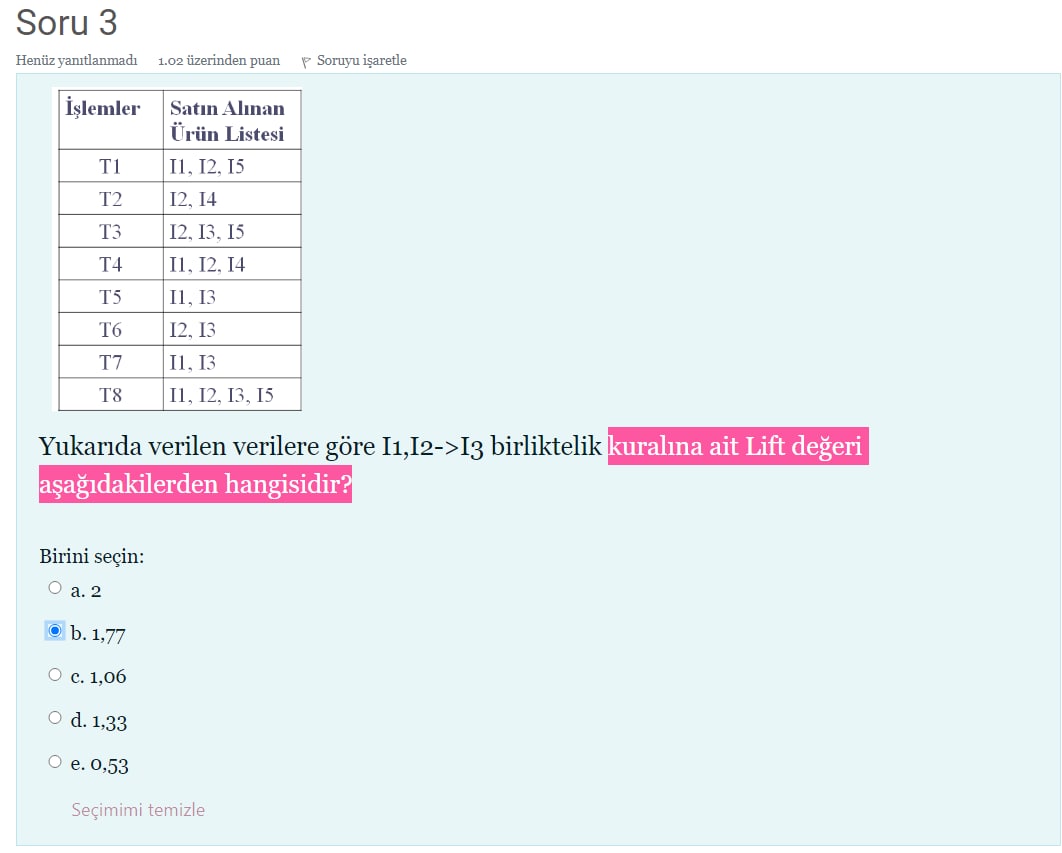 Soru 3
Henüz yanıtlanmadı 1.02 üzerinden puan Soruyu işaretle
İşlemler Satın Alınan
Ürün Listesi
T1 I1, I2, I5
T2 I2, I4
T3 I2, I3, I5
T4 I1, I2, I4
T5 I1, I3
T6 I2, I3
T7 I1, I3
T8 I1, I2, I3, I5
Yukarıda verilen verilere göre I1,I2->I3 birliktelik kuralına ait Lift değeri
aşağıdakilerden hangisidir?
Birini seçin:
a. 2
b. 1,77
c. 1,06
d. 1,33
e. 0,53
Seçimimi temizle